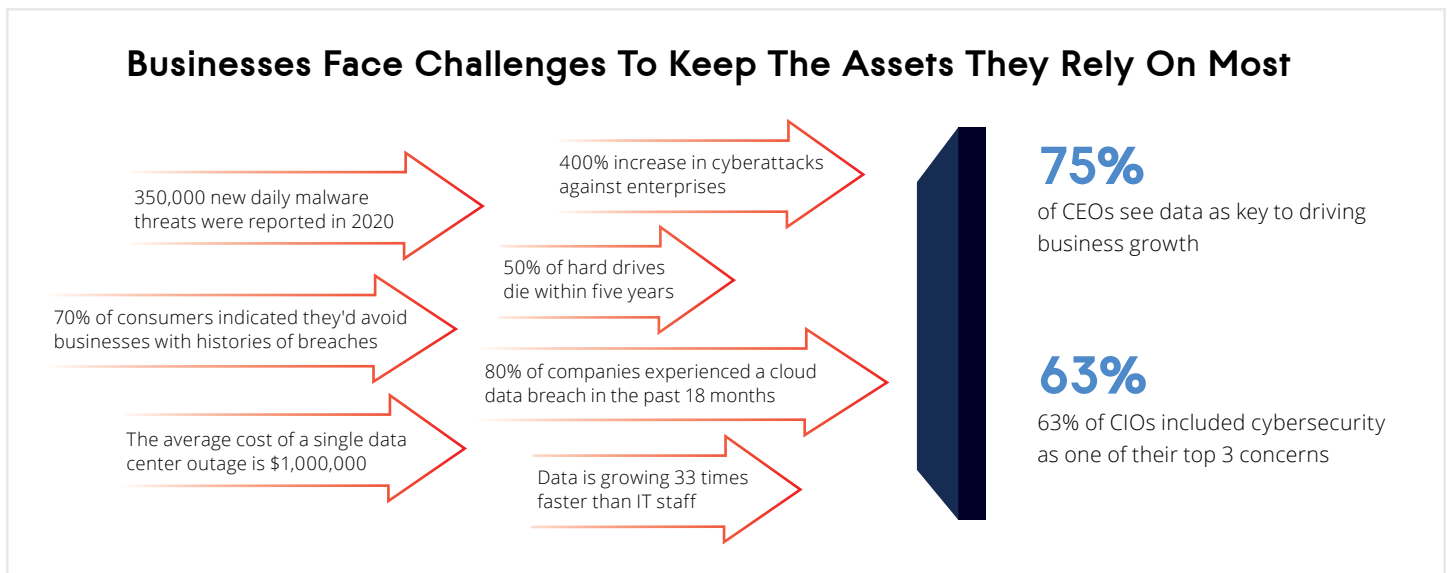 Businesses Face Challenges To Keep The Assets They Rely On Most
350,000 new daily malware
threats were reported in 2020
70% of consumers indicated they'd avoid
businesses with histories of breaches
The average cost of a single data
center outage is $1,000,000
400% increase in cyberattacks
against enterprises
50% of hard drives
die within five years
80% of companies experienced a cloud
data breach in the past 18 months
Data is growing 33 times
faster than IT staff
75%
of CEOs see data as key to driving
business growth
63%
63% of CIOs included cybersecurity
as one of their top 3 concerns